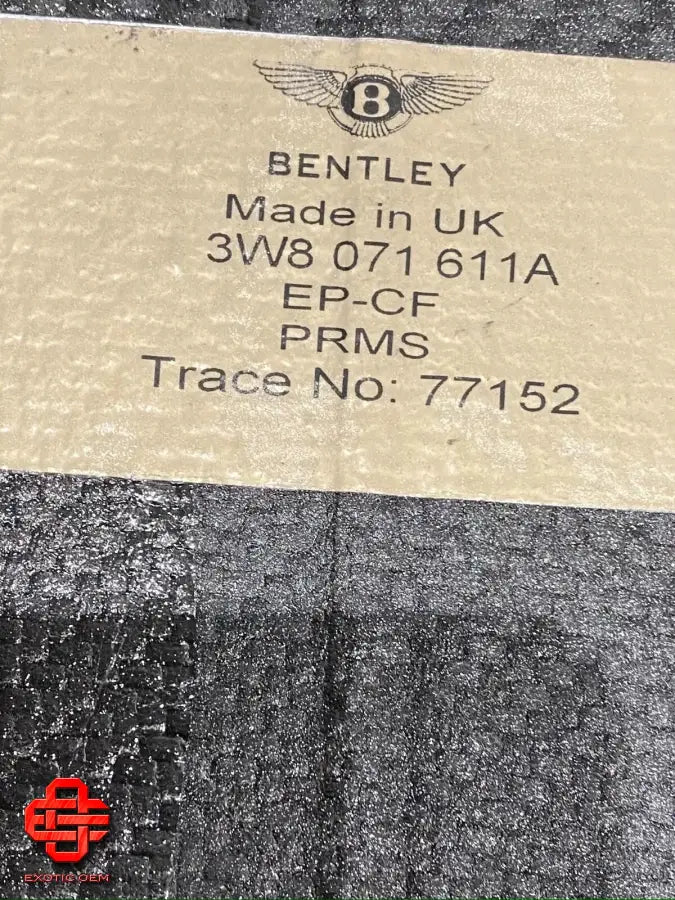 B
BENTLEY
Made in UK
3W8 071 611A
EP-CF
PRMS
Trace No: 77152
EXOTIC OEM